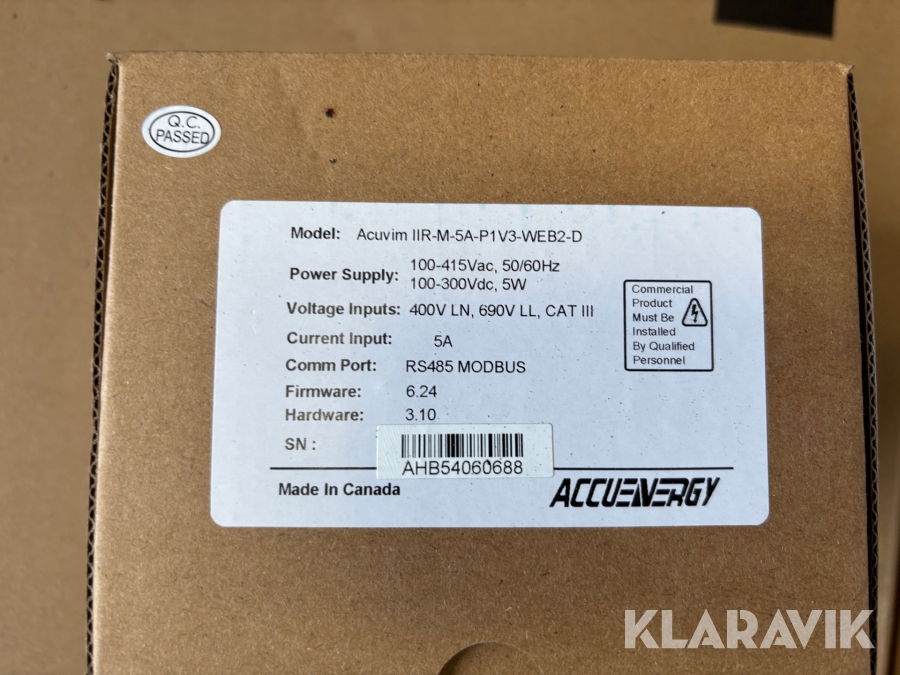 Q.C.
PASSED
Model: Acuvim IIR-M-5A-P1V3-WEB2-D
Power Supply: 100-415Vac, 50/60Hz
100-300Vdc, 5W
Voltage Inputs: 400V LN, 690V LL, CAT III
Current Input: 5A
Comm Port: RS485 MODBUS
Firmware: 6.24
Hardware: 3.10
SN :
AHB54060688
Commercial
Product
Must Be
Installed
By Qualified
Personnel
Made In Canada
ACCUENERGY
KLARAVIK